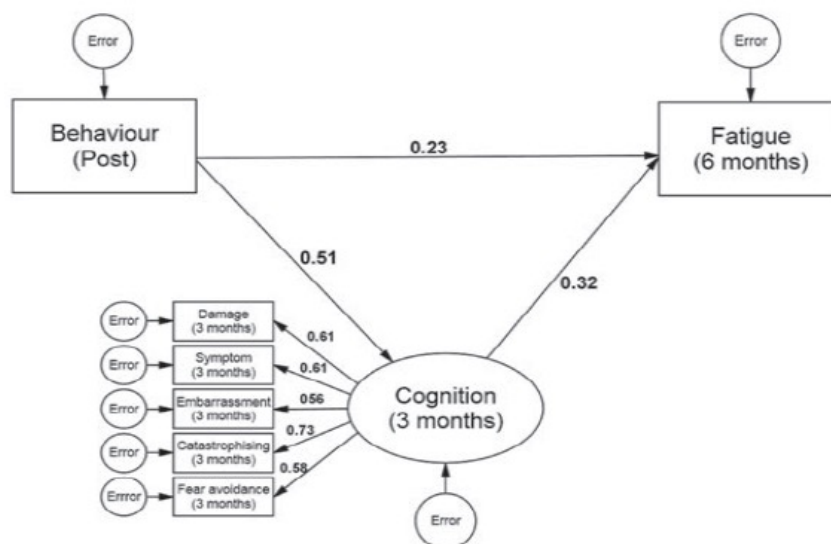 Error
Error
Behaviour
(Post)
Fatigue
(6 months)
0.23
0.51
0.32
Error
Damage
(3 months)
0.61
Error
Symptom
(3 months)
0.61
Error
Embarrassment
(3 months)
056
Cognition
(3 months)
Error
Catastrophising
(3 months)
0.73
Errror
Fear avoidance
(3 months)
0.58
Error